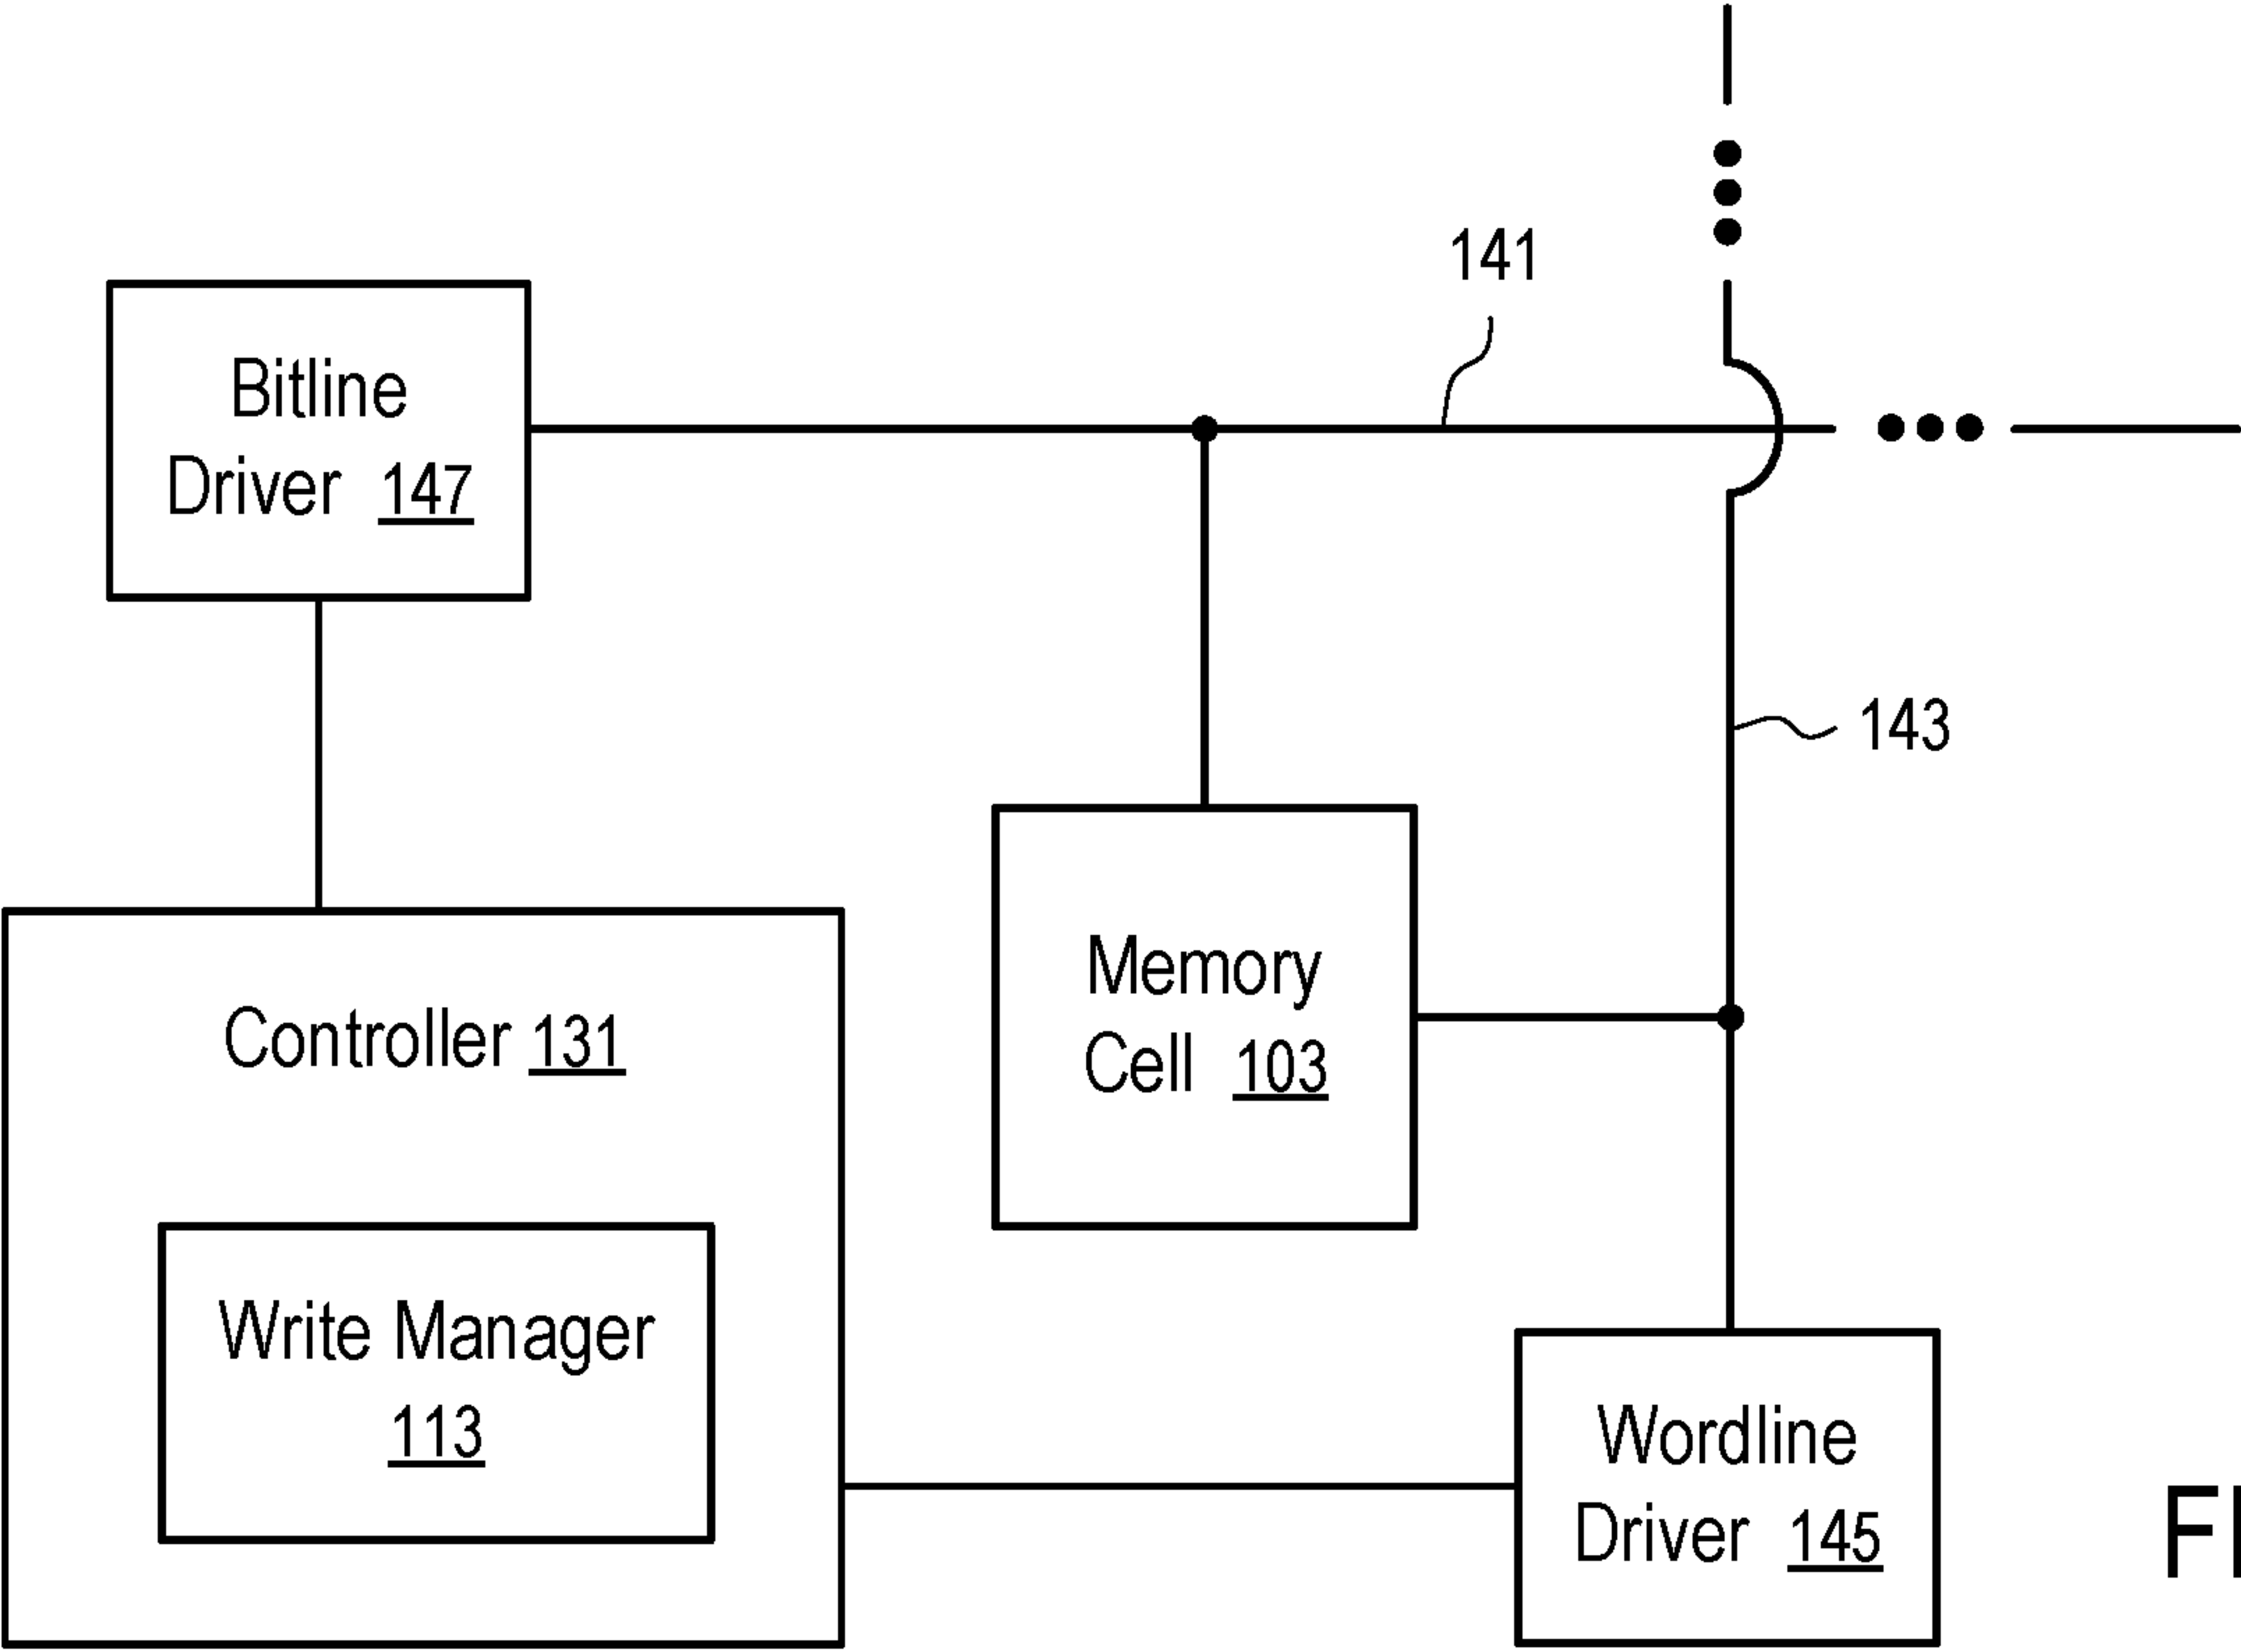 141
Bitline
Driver 147
143
Memory
Cell 103
Controller 131
Write Manager
113
Wordline
Driver 145